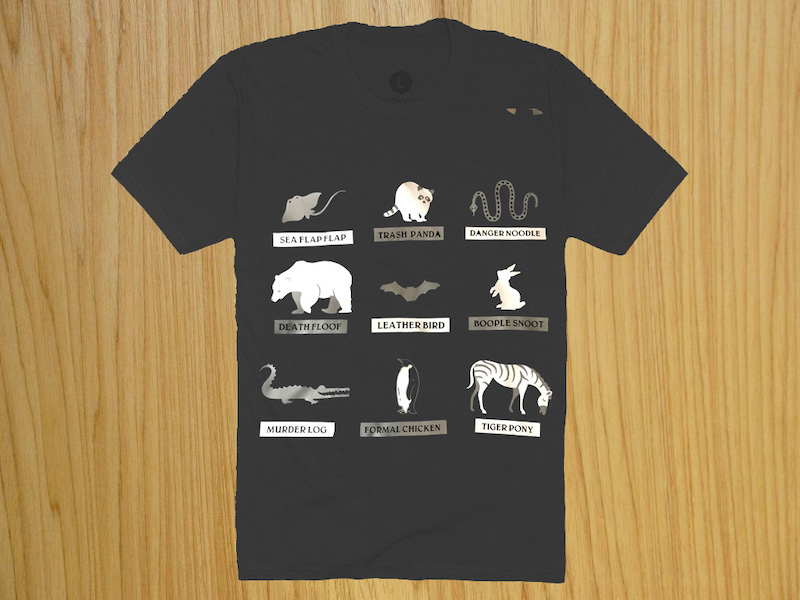 L
SEA FLAP FLAP
TRASH PANDA
DANGER NOODLE
DEATH FLOOF
LEATHER BIRD
BOOPLE SNOOT
MURDER LOG
FORMAL CHICKEN
TIGER PONY